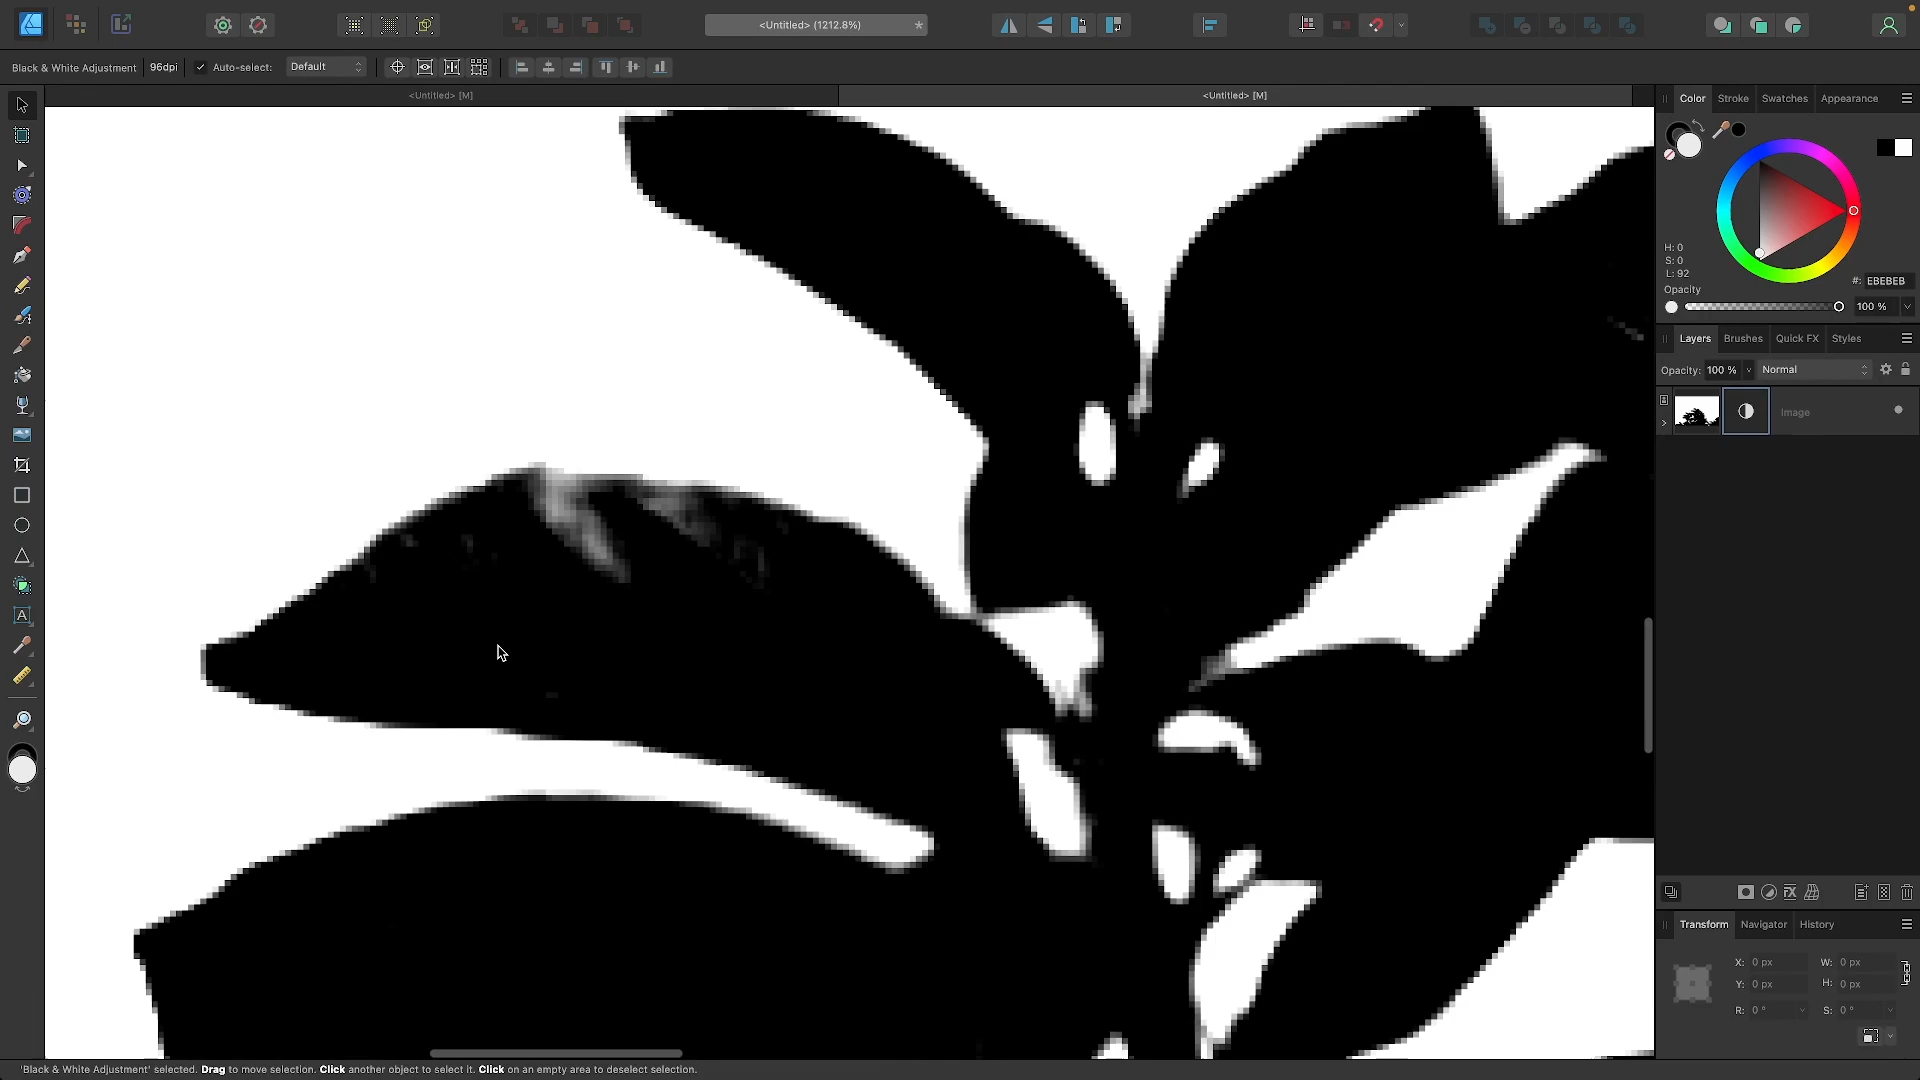 <Untitled> (1212.8%) *
Black & White Adjustment 96dpi Auto-select: Default
<Untitled> [M] <Untitled> [M]
Color Stroke Swatches Appearance
H: 0
S: 0
L: 92
#: EBEBEB
Opacity
100 %
Layers Brushes Quick FX Styles
Opacity: 100 % Normal
Image
FX
A
Transform Navigator History
X: 0 px W: 0 px
Y: 0 px H: 0 px
R: 0 ° S: 0 °
'Black & White Adjustment' selected. Drag to move selection. Click another object to select it. Click on an empty area to deselect selection.